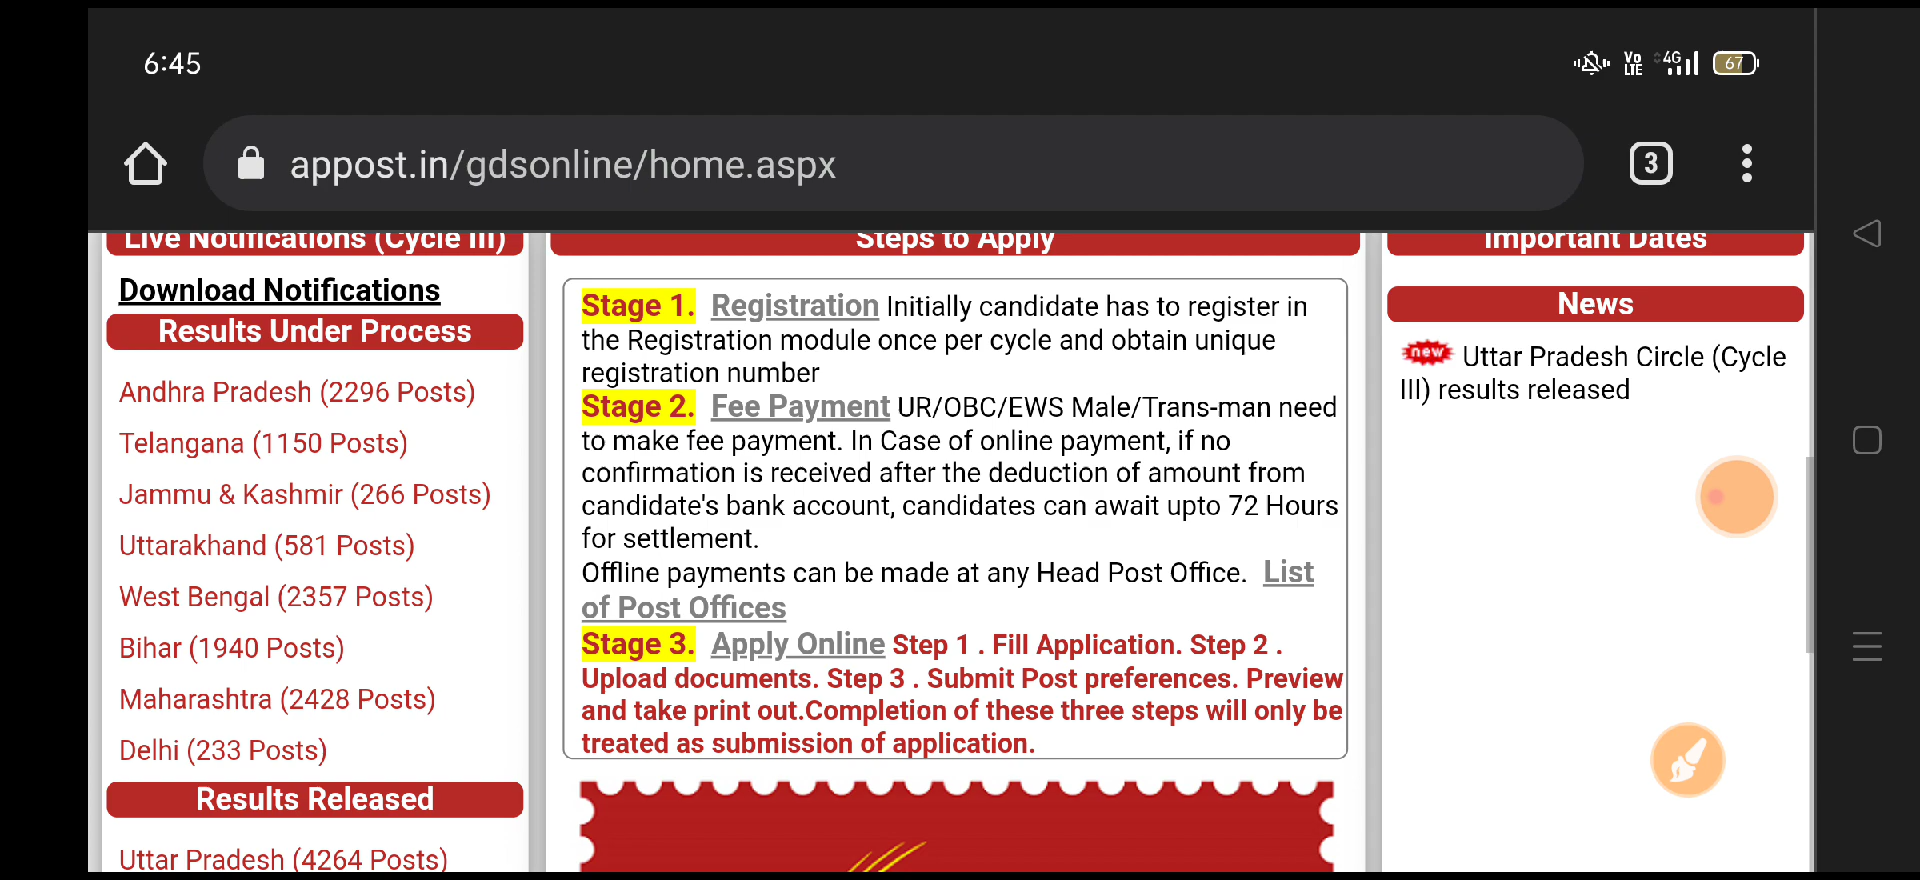 6:45
Vo
LTE
4G
67
appost.in/gdsonline/home.aspx
3
Live Notifications (Cycle III)
Download Notifications
Results Under Process
Andhra Pradesh (2296 Posts)
Telangana (1150 Posts)
Jammu & Kashmir (266 Posts)
Uttarakhand (581 Posts)
West Bengal (2357 Posts)
Bihar (1940 Posts)
Maharashtra (2428 Posts)
Delhi (233 Posts)
Results Released
Uttar Pradesh (4264 Posts)
Steps to Apply
Stage 1. Registration Initially candidate has to register in
the Registration module once per cycle and obtain unique
registration number
Stage 2. Fee Payment UR/OBC/EWS Male/Trans-man need
to make fee payment. In Case of online payment, if no
confirmation is received after the deduction of amount from
candidate's bank account, candidates can await upto 72 Hours
for settlement.
Offline payments can be made at any Head Post Office. List
of Post Offices
Stage 3. Apply Online Step 1 . Fill Application. Step 2 .
Upload documents. Step 3 . Submit Post preferences. Preview
and take print out.Completion of these three steps will only be
treated as submission of application.
Important Dates
News
new Uttar Pradesh Circle (Cycle
III) results released